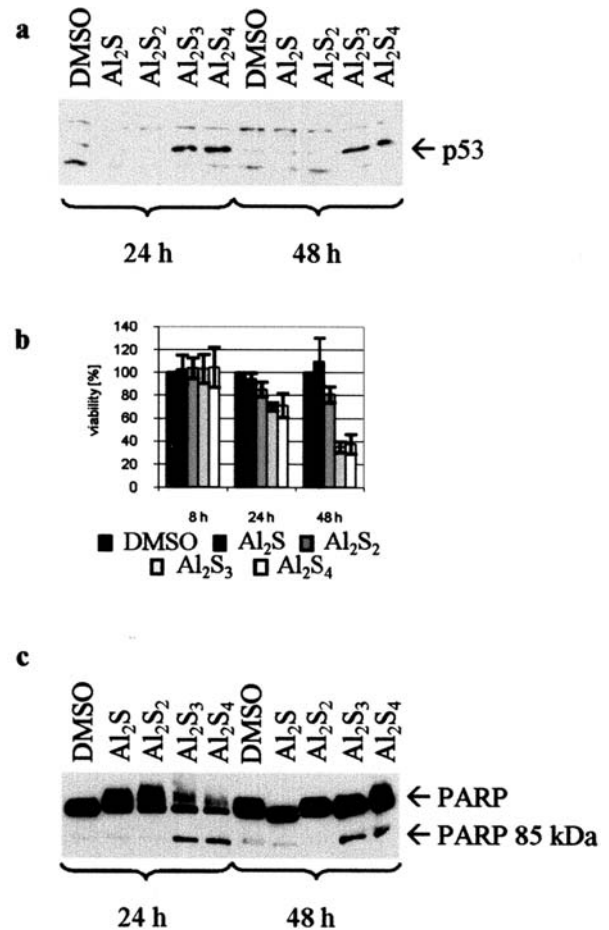 a
DMSO Al₂S Al₂S₂ Al₂S₃ Al₂S₄ DMSO Al₂S Al₂S₂ Al₂S₃ Al₂S₄
← p53
24 h 48 h
b
140
120
100
80
60
40
20
0
viability [%]
8 h 24 h 48 h
■ DMSO ■ Al₂S ■ Al₂S₂
□ Al₂S₃ □ Al₂S₄
c
DMSO Al₂S Al₂S₂ Al₂S₃ Al₂S₄ DMSO Al₂S Al₂S₂ Al₂S₃ Al₂S₄
← PARP
← PARP 85 kDa
24 h 48 h